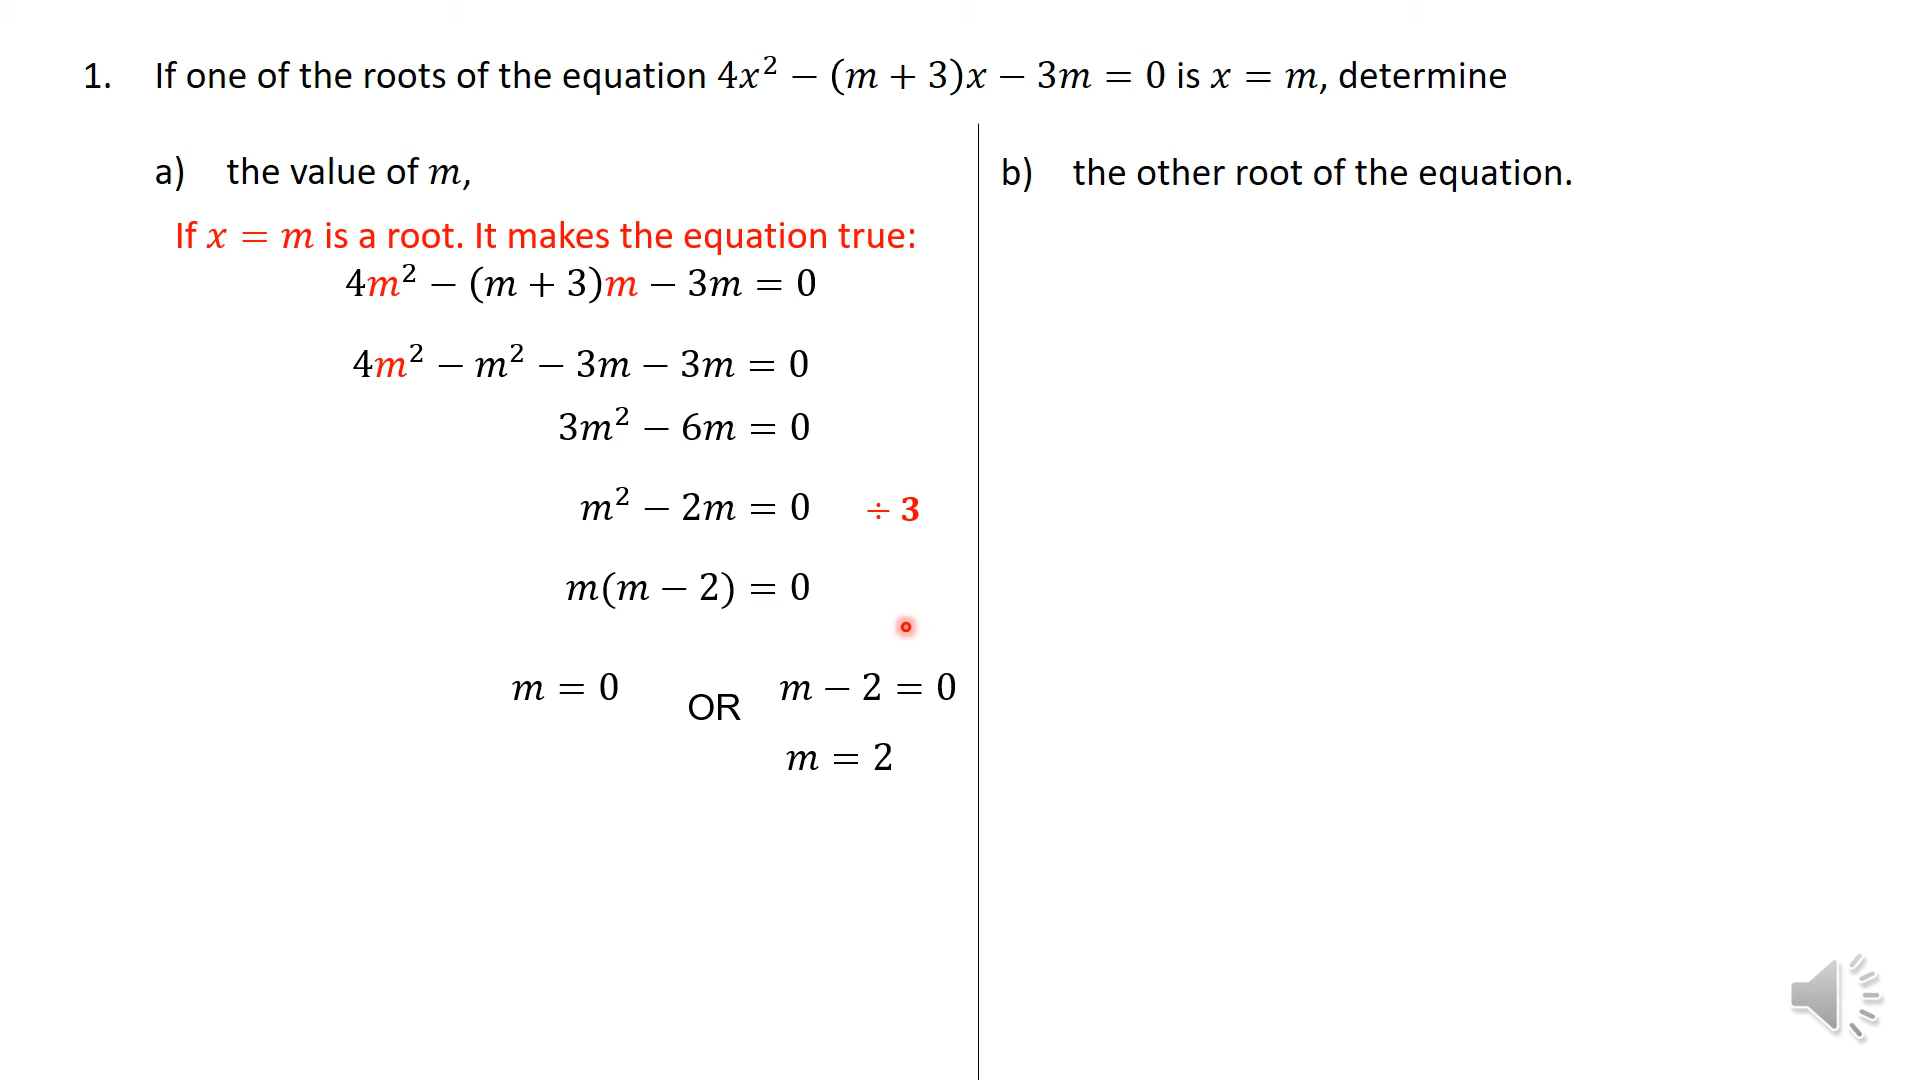 1. If one of the roots of the equation 4x² − (m + 3)x − 3m = 0 is x = m, determine
a) the value of m,
If x = m is a root. It makes the equation true:
4m² − (m + 3)m − 3m = 0
4m² − m² − 3m − 3m = 0
3m² − 6m = 0
m² − 2m = 0 ÷ 3
m(m − 2) = 0
m = 0 OR m − 2 = 0
m = 2
b) the other root of the equation.